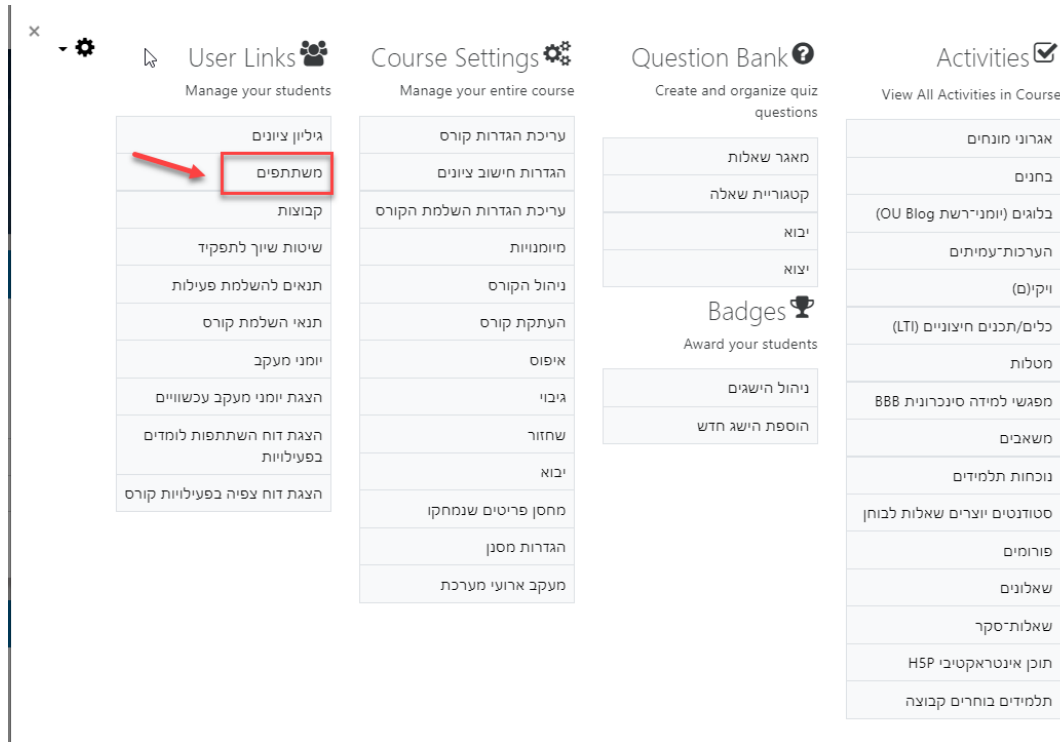 ×
User Links
Manage your students
גיליון ציונים
משתתפים
קבוצות
שיטות שיוך לתפקיד
תנאים להשלמת פעילות
תנאי השלמת קורס
יומני מעקב
הצגת יומני מעקב עכשוויים
הצגת דוח השתתפות לומדים
בפעילויות
הצגת דוח צפיה בפעילויות קורס
Course Settings
Manage your entire course
עריכת הגדרות קורס
הגדרות חישוב ציונים
עריכת הגדרות השלמת הקורס
מיומנויות
ניהול הקורס
העתקת קורס
איפוס
גיבוי
שחזור
יבוא
מחסן פריטים שנמחקו
הגדרות מסנן
מעקב ארועי מערכת
Question Bank
Create and organize quiz
questions
מאגר שאלות
קטגוריית שאלה
יבוא
יצוא
Badges
Award your students
ניהול הישגים
הוספת הישג חדש
Activities
View All Activities in Course
אגרוני מונחים
בחנים
בלוגים (יומני־רשת OU Blog)
הערכות־עמיתים
ויקי(ם)
כלים/תכנים חיצוניים (LTI)
מטלות
מפגשי למידה סינכרונית BBB
משאבים
נוכחות תלמידים
סטודנטים יוצרים שאלות לבוחן
פורומים
שאלונים
שאלות־סקר
תוכן אינטראקטיבי H5P
תלמידים בוחרים קבוצה